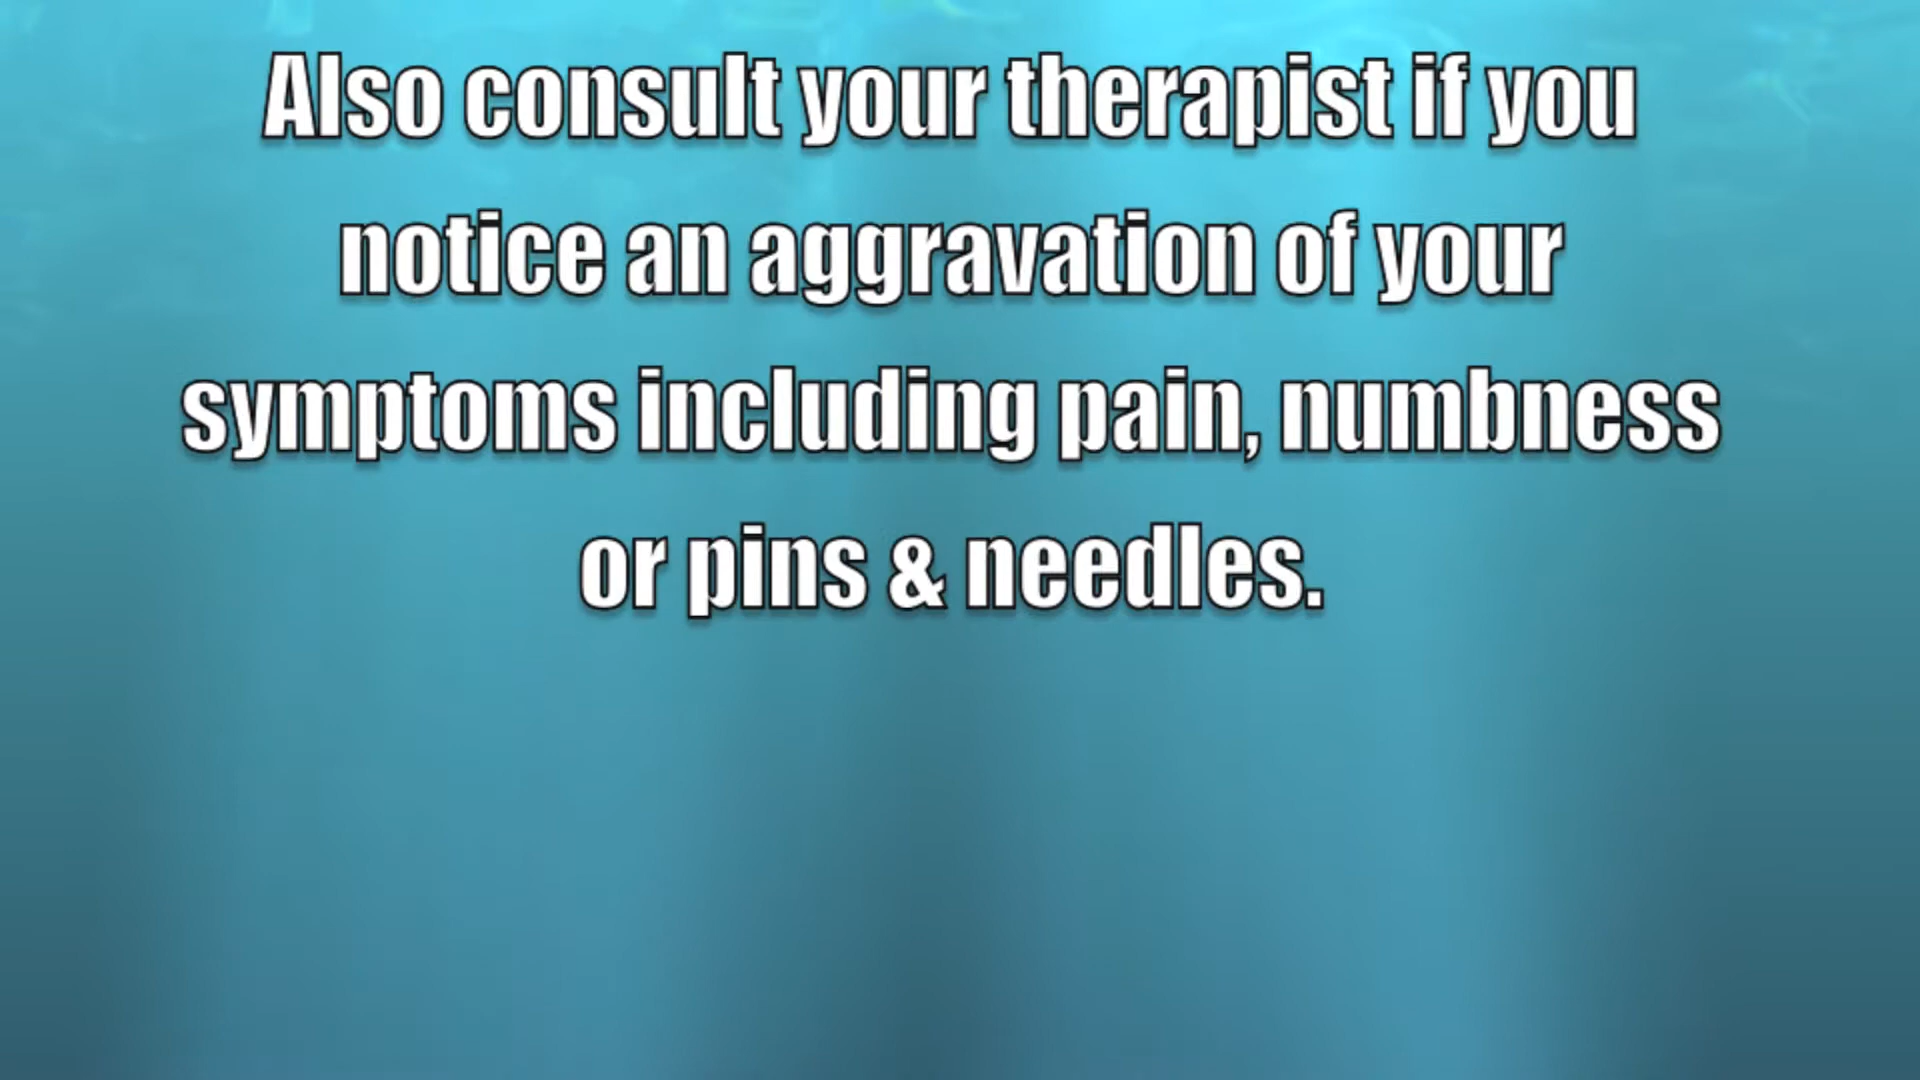 Also consult your therapist if you
notice an aggravation of your
symptoms including pain, numbness
or pins & needles.